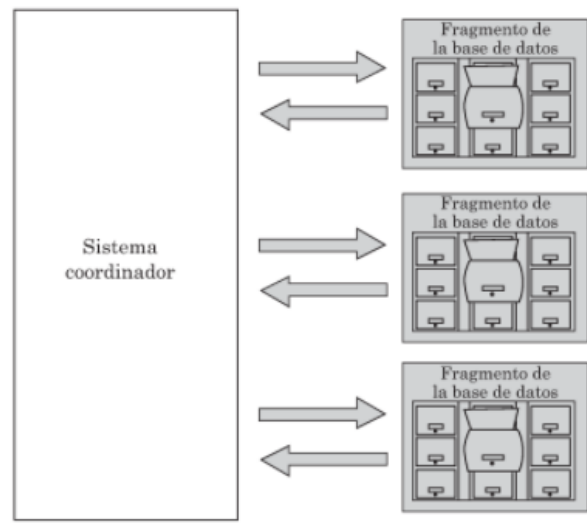 Fragmento de
la base de datos
Sistema
coordinador
Fragmento de
la base de datos
Fragmento de
la base de datos